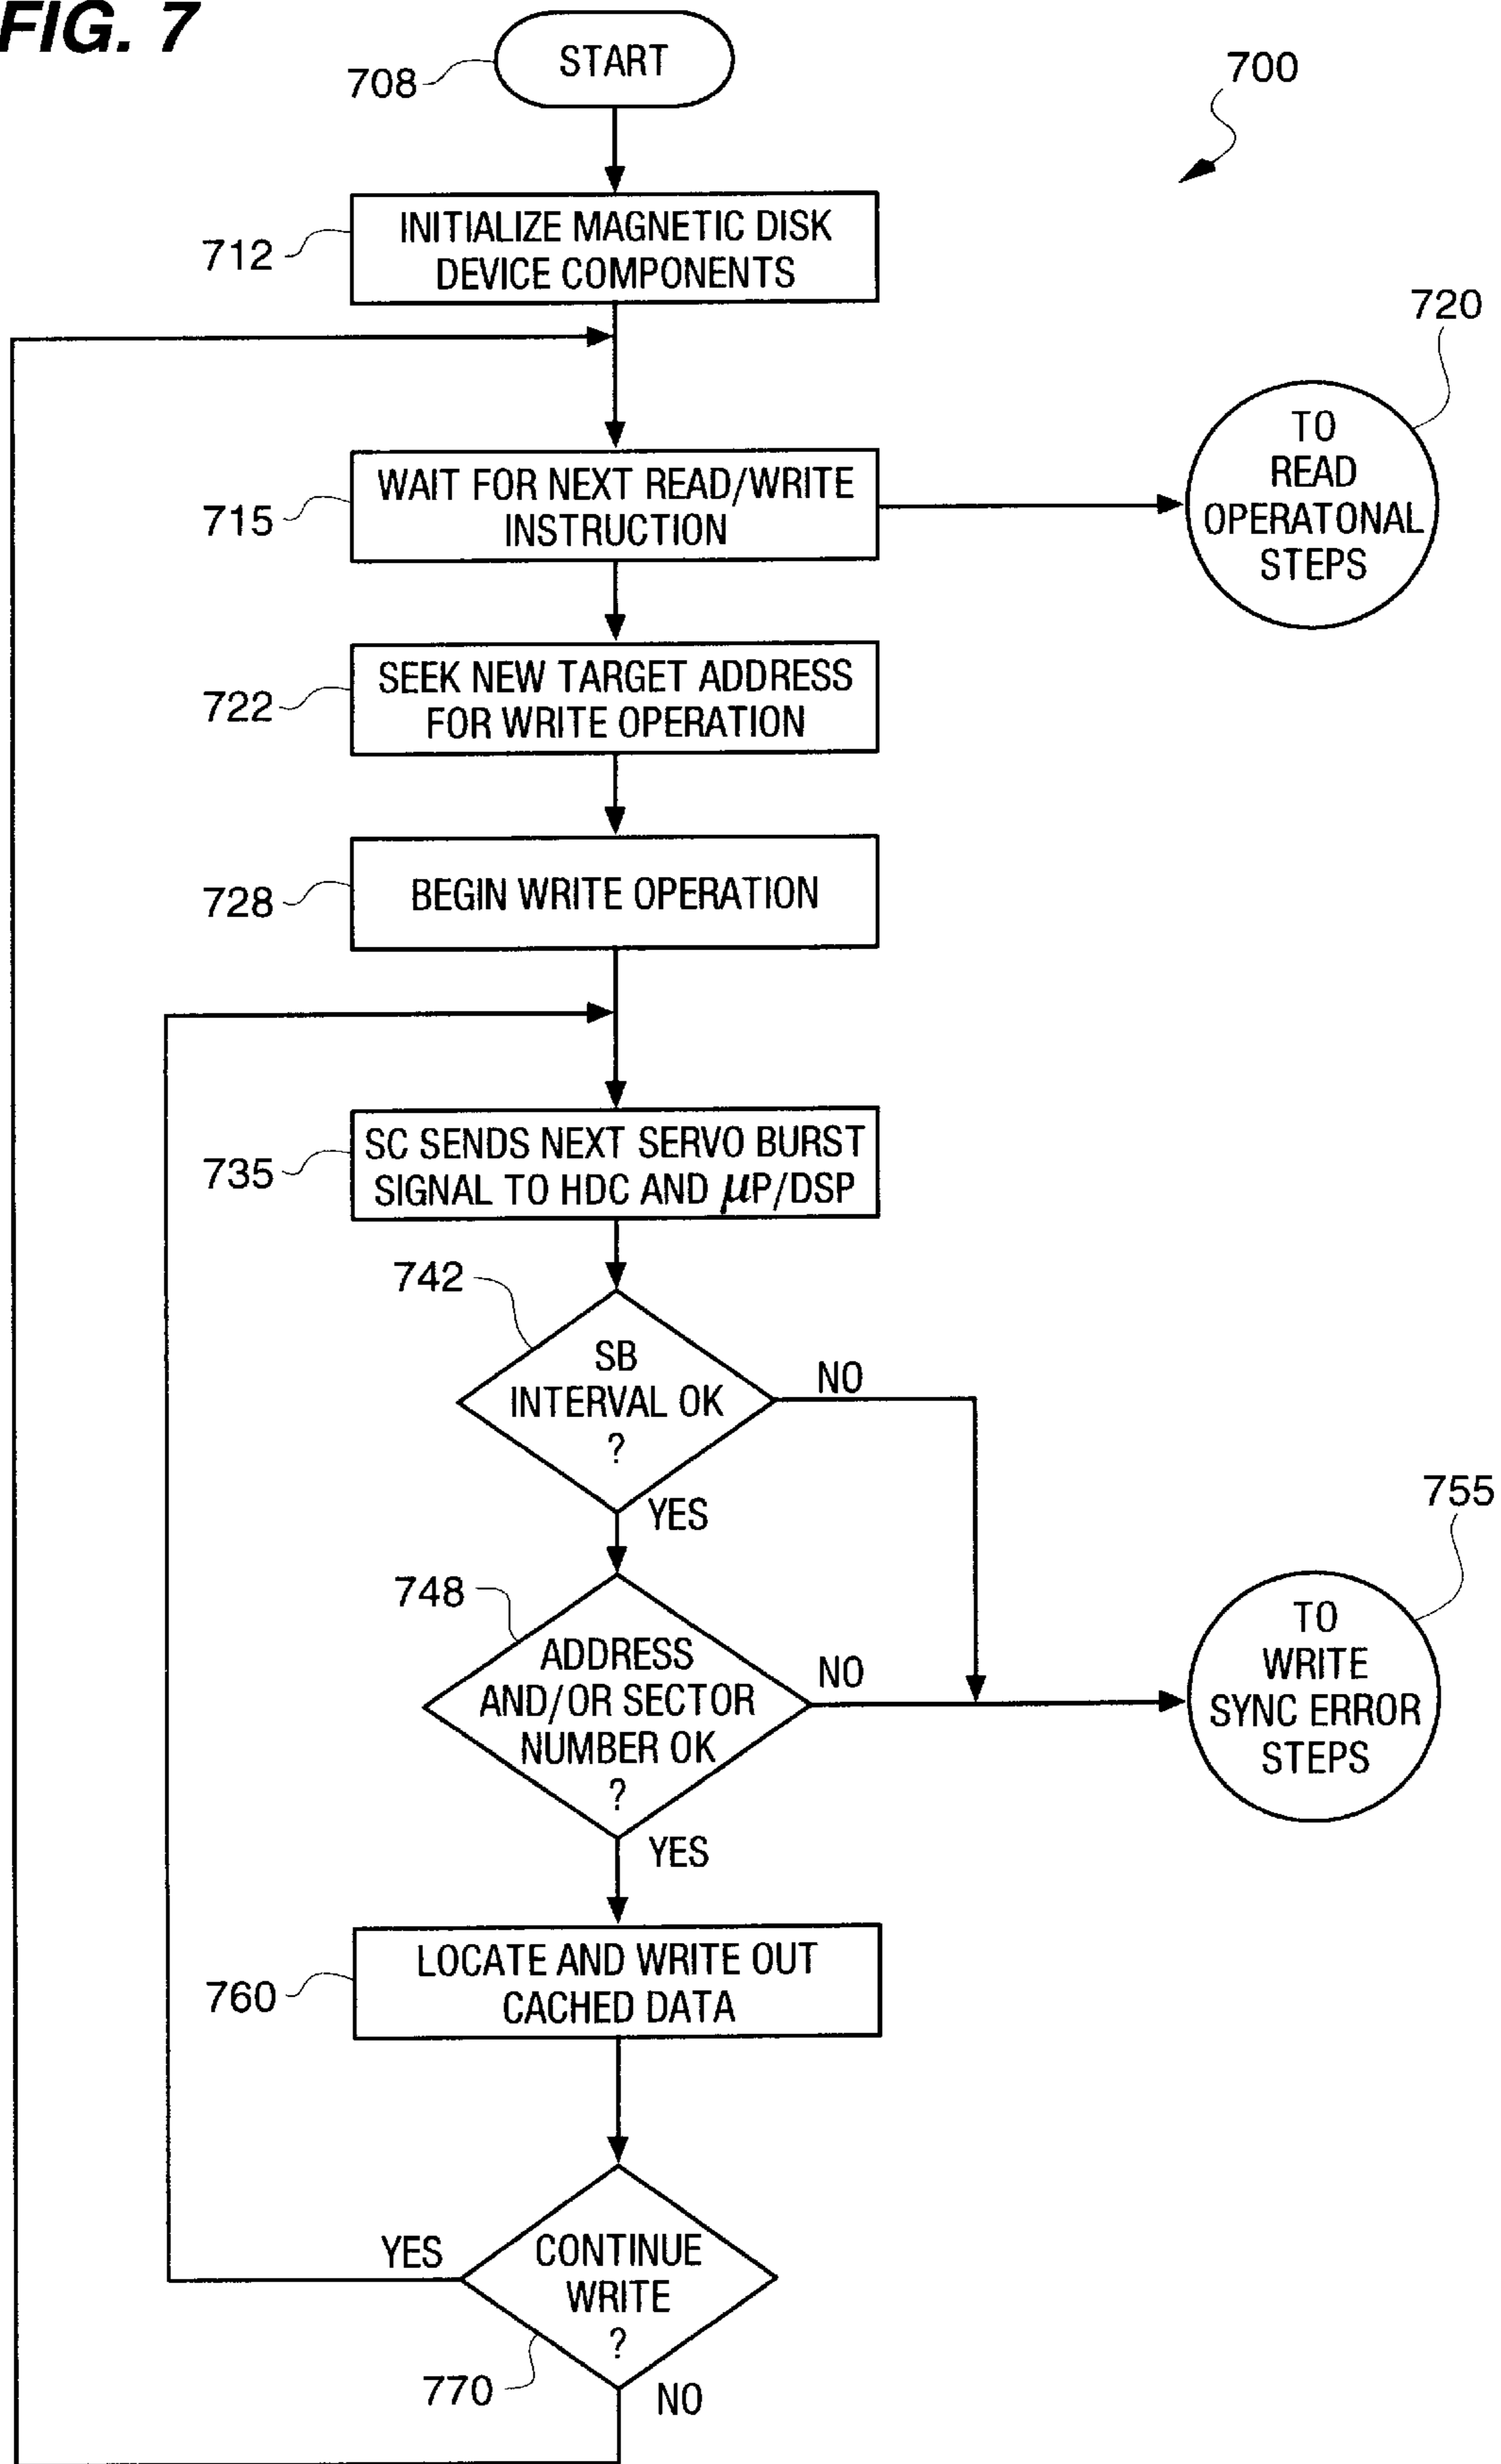 FIG. 7
START
708
700
INITIALIZE MAGNETIC DISK
DEVICE COMPONENTS
712
720
TO
READ
OPERATONAL
STEPS
WAIT FOR NEXT READ/WRITE
INSTRUCTION
715
SEEK NEW TARGET ADDRESS
FOR WRITE OPERATION
722
BEGIN WRITE OPERATION
728
SC SENDS NEXT SERVO BURST
SIGNAL TO HDC AND µP/DSP
735
742
SB
INTERVAL OK
?
NO
YES
755
748
ADDRESS
AND/OR SECTOR
NUMBER OK
?
NO
TO
WRITE
SYNC ERROR
STEPS
YES
LOCATE AND WRITE OUT
CACHED DATA
760
YES
CONTINUE
WRITE
?
770
NO